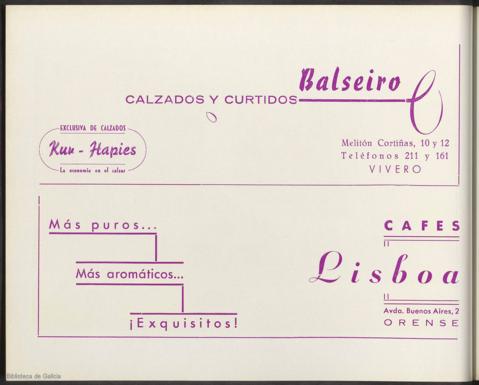 Balseiro
CALZADOS Y CURTIDOS
EXCLUSIVA DE CALZADOS
Kun - Hapies
La economía en el calzar
Melitón Cortiñas, 10 y 12
Teléfonos 211 y 161
VIVERO
Más puros...
Más aromáticos...
¡Exquisitos!
CAFES
Lisboa
Avda. Buenos Aires, 2
ORENSE
Biblioteca de Galicia